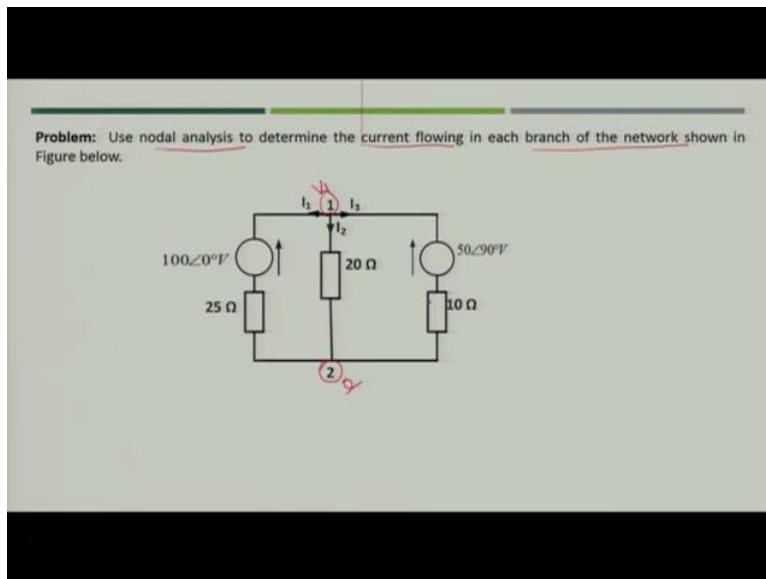 Problem: Use nodal analysis to determine the current flowing in each branch of the network shown in
Figure below.
I₁ 1 I₃
I₂
100∠0°V
20 Ω
50∠90°V
25 Ω
10 Ω
2